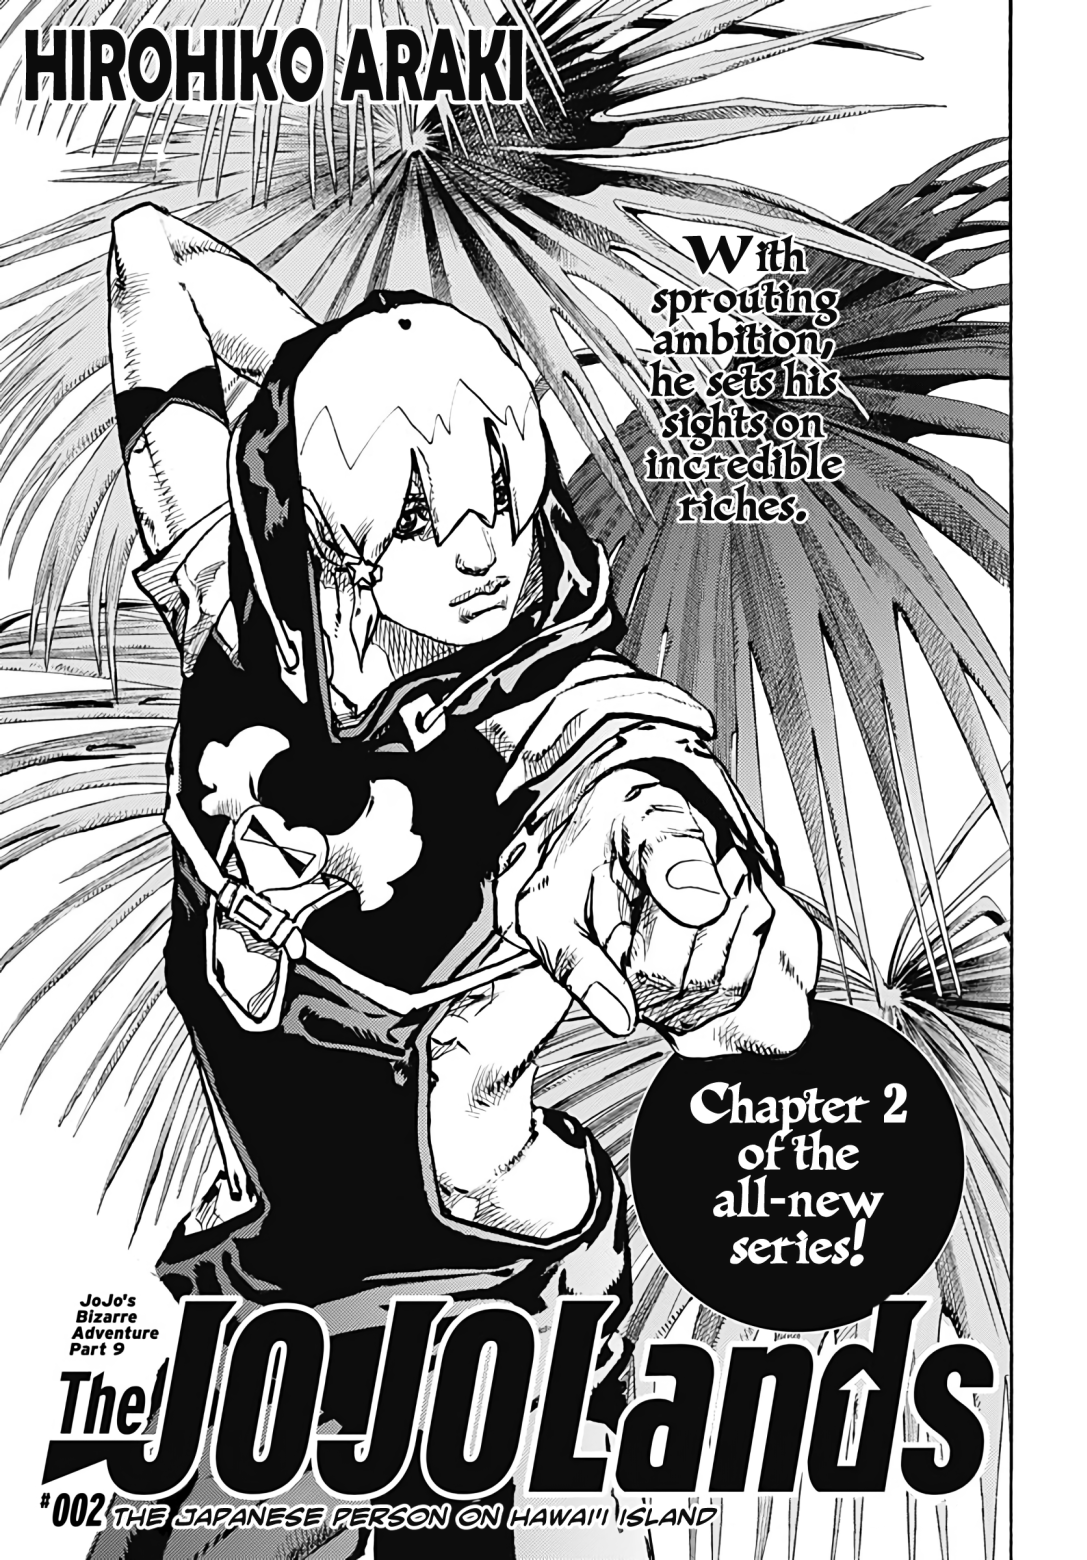 HIROHIKO ARAKI
With
sprouting
ambition,
he sets his
sights on
incredible
riches.
Chapter 2
of the
all-new
series!
JoJo's
Bizarre
Adventure
Part 9
The JOJOLands
#002 THE JAPANESE PERSON ON HAWAI'I ISLAND